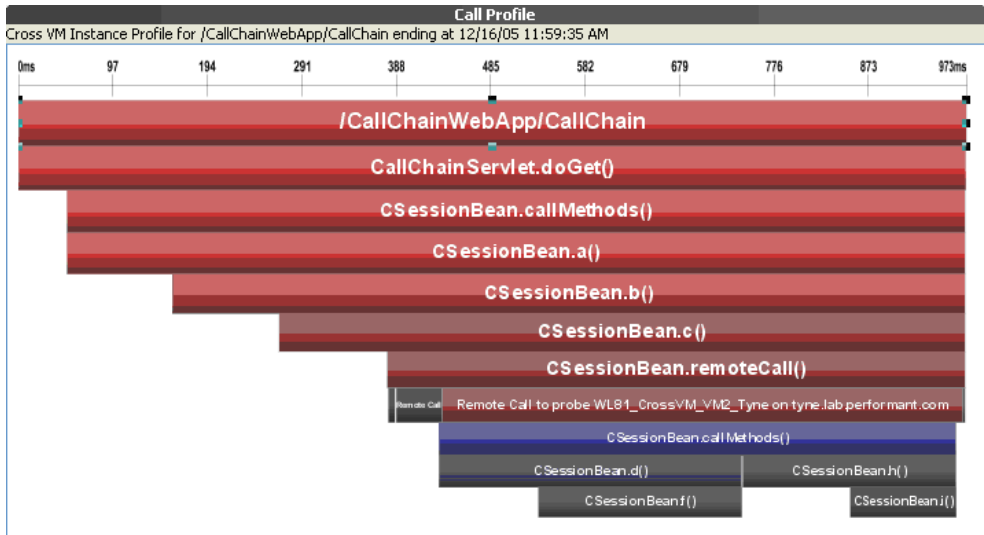 Call Profile
Cross VM Instance Profile for /CallChainWebApp/CallChain ending at 12/16/05 11:59:35 AM
0ms 97 194 291 388 485 582 679 776 873 973ms
/CallChainWebApp/CallChain
CallChainServlet.doGet()
CSessionBean.callMethods()
CSessionBean.a()
CSessionBean.b()
CSessionBean.c()
CSessionBean.remoteCall()
Remote Call Remote Call to probe WL81_CrossVM_VM2_Tyne on tyne.lab.performant.com
CSessionBean.callMethods()
CSessionBean.d() CSessionBean.h()
CSessionBean.f() CSessionBean.i()